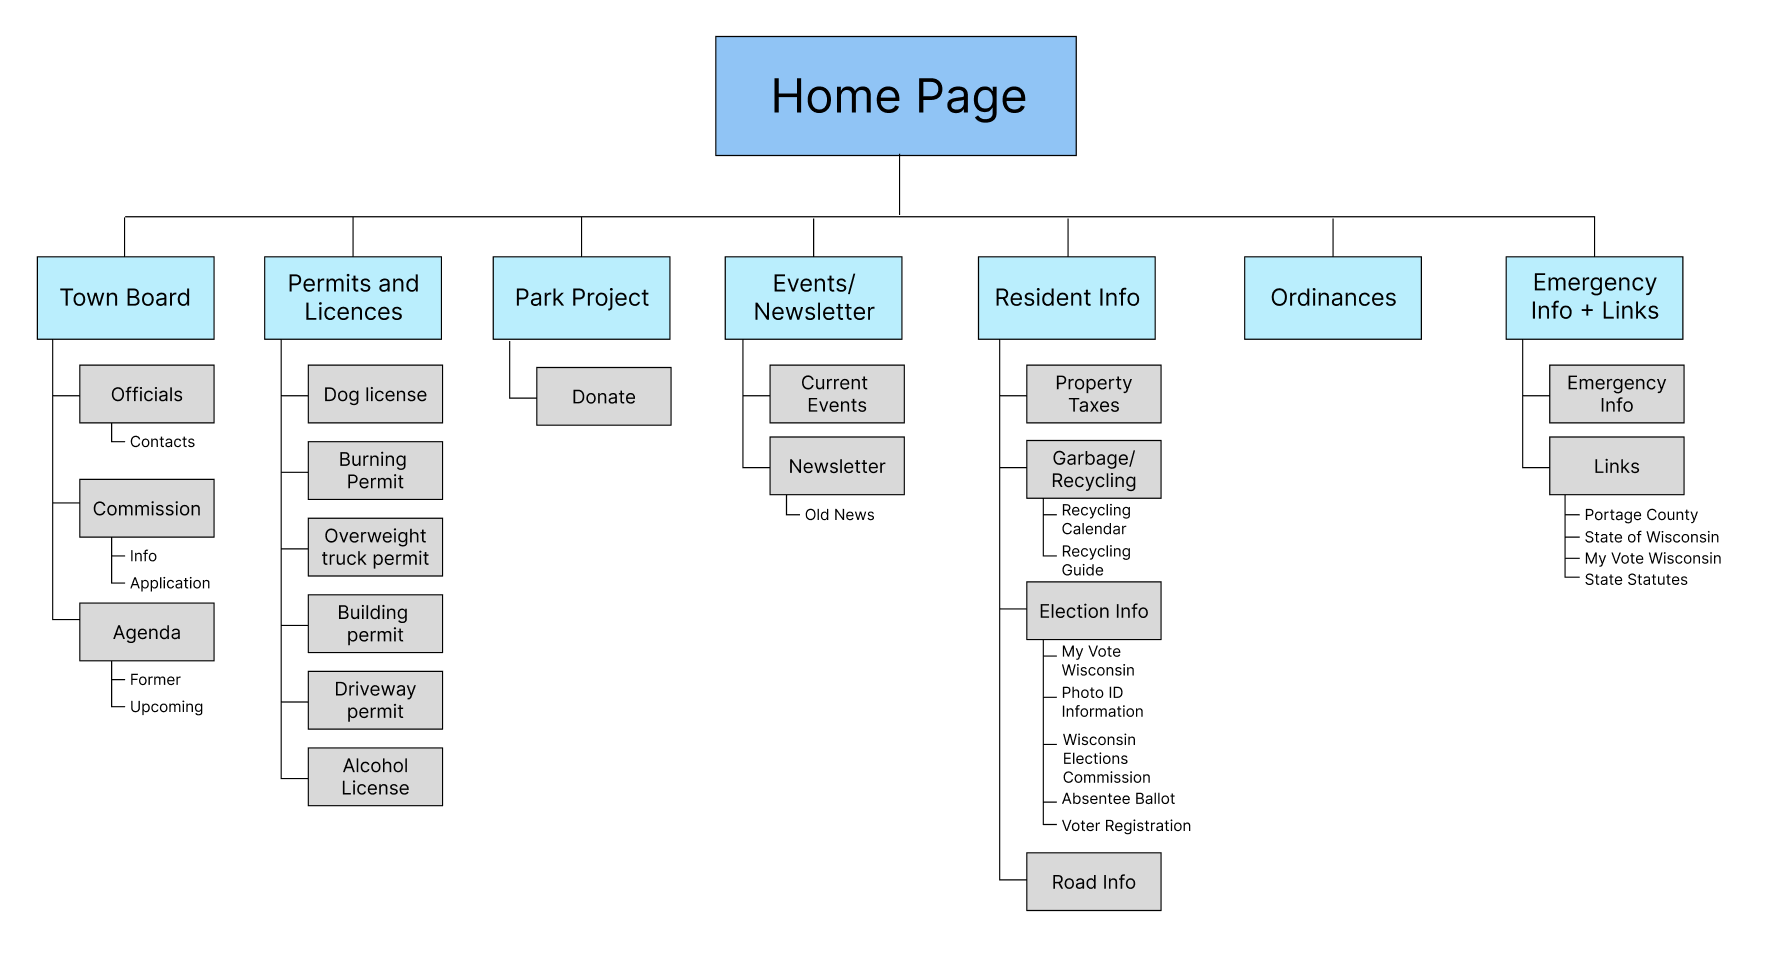 Home Page
Town Board
Officials
Contacts
Commission
Info
Application
Agenda
Former
Upcoming
Permits and
Licences
Dog license
Burning
Permit
Overweight
truck permit
Building
permit
Driveway
permit
Alcohol
License
Park Project
Donate
Events/
Newsletter
Current
Events
Newsletter
Old News
Resident Info
Property
Taxes
Garbage/
Recycling
Recycling
Calendar
Recycling
Guide
Election Info
My Vote
Wisconsin
Photo ID
Information
Wisconsin
Elections
Commission
Absentee Ballot
Voter Registration
Road Info
Ordinances
Emergency
Info + Links
Emergency
Info
Links
Portage County
State of Wisconsin
My Vote Wisconsin
State Statutes